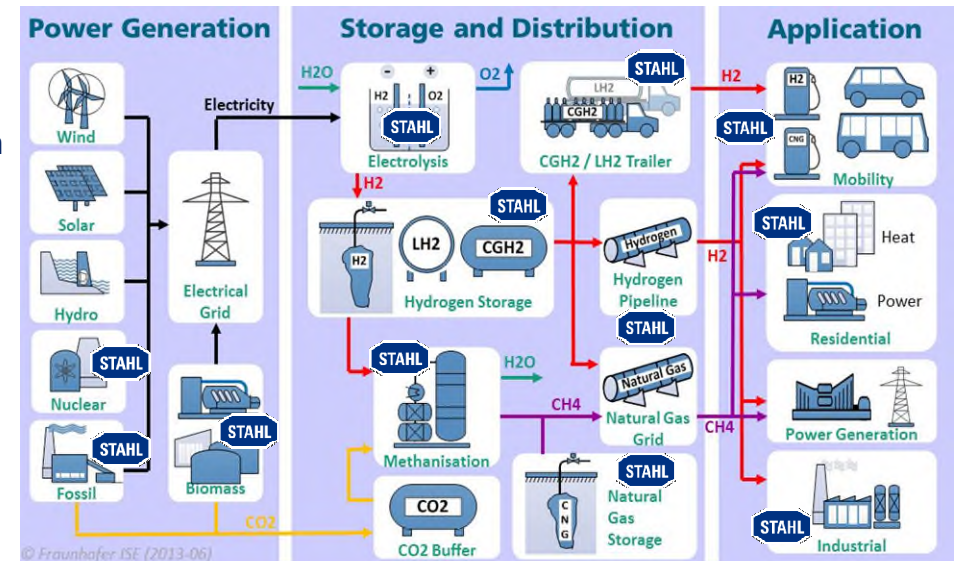 Power Generation
Storage and Distribution
Application
Wind
Solar
Hydro
Nuclear
STAHL
Fossil
STAHL
Electricity
Electrical
Grid
Biomass
STAHL
CO2
© Fraunhofer ISE (2013-06)
H2O
O2
− +
H2 O2
STAHL
Electrolysis
H2
STAHL
LH2
CGH2
CGH2 / LH2 Trailer
H2
STAHL
H2
LH2
CGH2
Hydrogen Storage
Hydrogen
Hydrogen
Pipeline
H2
STAHL
STAHL
H2O
Methanisation
CH4
Natural Gas
Natural Gas
Grid
CH4
CO2
CO2 Buffer
STAHL
C
N
G
Natural
Gas
Storage
H2
STAHL
CNG
Mobility
STAHL
Heat
Power
Residential
Power Generation
STAHL
Industrial